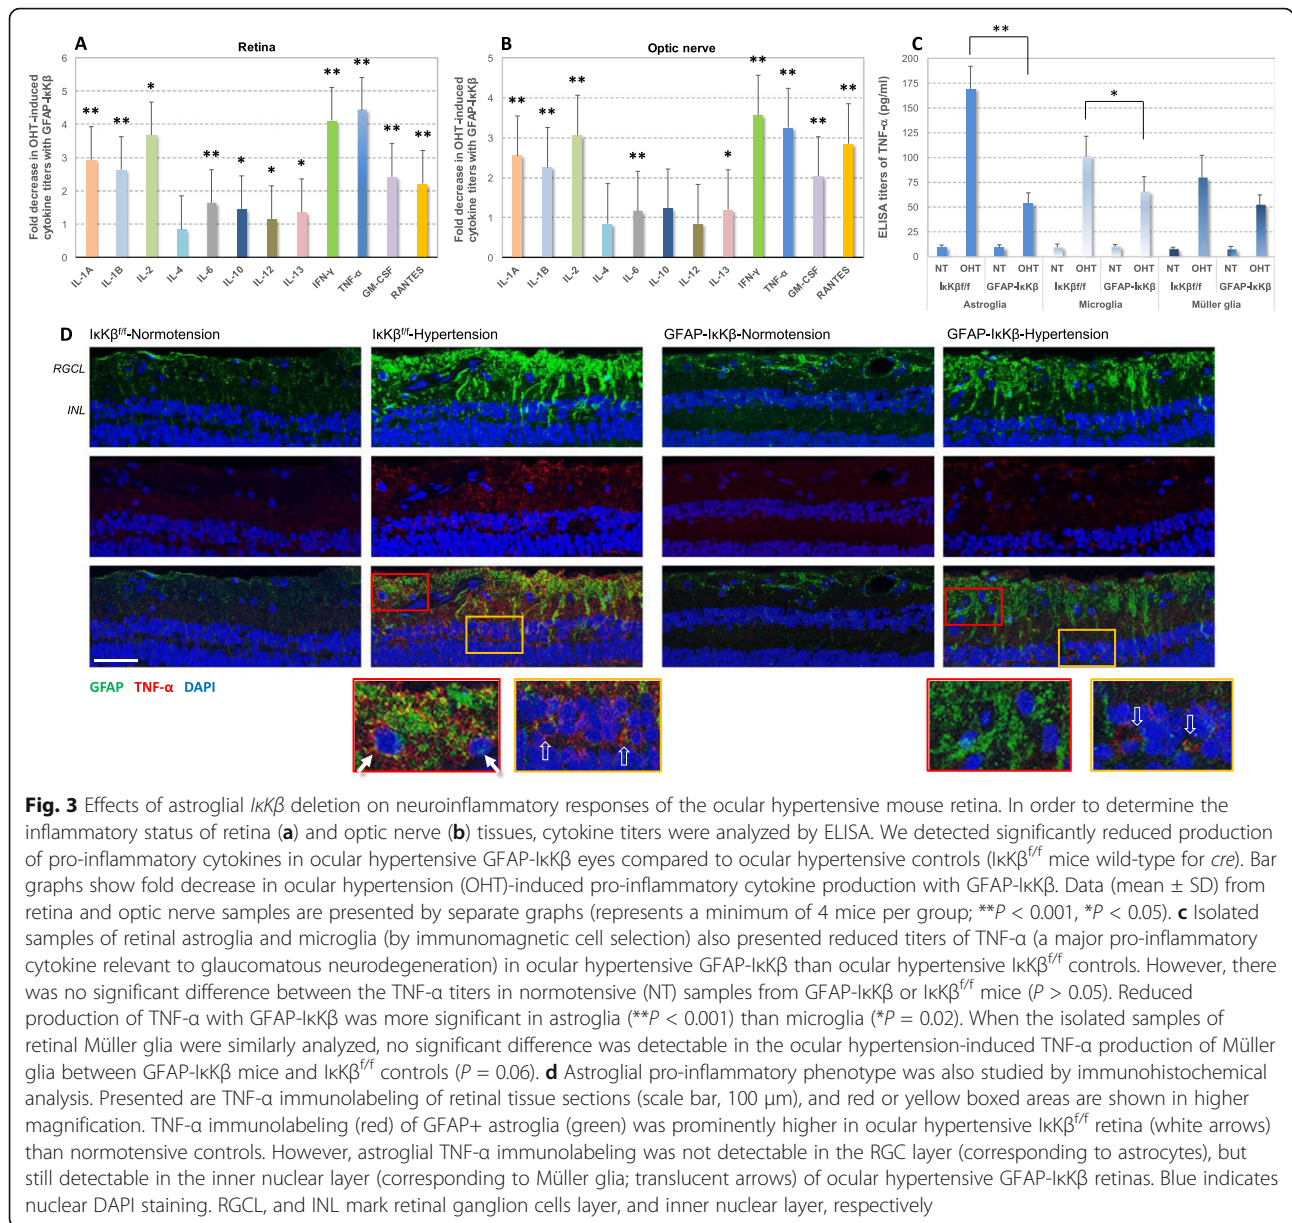 A
Retina
Fold decrease in OHT-induced
cytokine titers with GFAP-IκKβ
6
5
4
3
2
1
0
** ** * ** * * * ** ** ** **
IL-1A IL-1B IL-2 IL-4 IL-6 IL-10 IL-12 IL-13 IFN-γ TNF-α GM-CSF RANTES
B
Optic nerve
Fold decrease in OHT-induced
cytokine titers with GFAP-IκKβ
5
4
3
2
1
0
** ** ** ** * ** ** **
IL-1A IL-1B IL-2 IL-4 IL-6 IL-10 IL-12 IL-13 IFN-γ TNF-α GM-CSF RANTES
C
ELISA titers of TNF-α (pg/ml)
200
175
150
125
100
75
50
25
0
**
*
NT OHT NT OHT NT OHT NT OHT NT OHT NT OHT
IκKβf/f GFAP-IκKβ IκKβf/f GFAP-IκKβ IκKβf/f GFAP-IκKβ
Astroglia Microglia Müller glia
D
IκKβf/f-Normotension IκKβf/f-Hypertension GFAP-IκKβ-Normotension GFAP-IκKβ-Hypertension
RGCL
INL
GFAP TNF-α DAPI
Fig. 3 Effects of astroglial IκKβ deletion on neuroinflammatory responses of the ocular hypertensive mouse retina. In order to determine the
inflammatory status of retina (a) and optic nerve (b) tissues, cytokine titers were analyzed by ELISA. We detected significantly reduced production
of pro-inflammatory cytokines in ocular hypertensive GFAP-IκKβ eyes compared to ocular hypertensive controls (IκKβf/f mice wild-type for cre). Bar
graphs show fold decrease in ocular hypertension (OHT)-induced pro-inflammatory cytokine production with GFAP-IκKβ. Data (mean ± SD) from
retina and optic nerve samples are presented by separate graphs (represents a minimum of 4 mice per group; **P < 0.001, *P < 0.05). c Isolated
samples of retinal astroglia and microglia (by immunomagnetic cell selection) also presented reduced titers of TNF-α (a major pro-inflammatory
cytokine relevant to glaucomatous neurodegeneration) in ocular hypertensive GFAP-IκKβ than ocular hypertensive IκKβf/f controls. However, there
was no significant difference between the TNF-α titers in normotensive (NT) samples from GFAP-IκKβ or IκKβf/f mice (P > 0.05). Reduced
production of TNF-α with GFAP-IκKβ was more significant in astroglia (**P < 0.001) than microglia (*P = 0.02). When the isolated samples of
retinal Müller glia were similarly analyzed, no significant difference was detectable in the ocular hypertension-induced TNF-α production of Müller
glia between GFAP-IκKβ mice and IκKβf/f controls (P = 0.06). d Astroglial pro-inflammatory phenotype was also studied by immunohistochemical
analysis. Presented are TNF-α immunolabeling of retinal tissue sections (scale bar, 100 μm), and red or yellow boxed areas are shown in higher
magnification. TNF-α immunolabeling (red) of GFAP+ astroglia (green) was prominently higher in ocular hypertensive IκKβf/f retina (white arrows)
than normotensive controls. However, astroglial TNF-α immunolabeling was not detectable in the RGC layer (corresponding to astrocytes), but
still detectable in the inner nuclear layer (corresponding to Müller glia; translucent arrows) of ocular hypertensive GFAP-IκKβ retinas. Blue indicates
nuclear DAPI staining. RGCL, and INL mark retinal ganglion cells layer, and inner nuclear layer, respectively